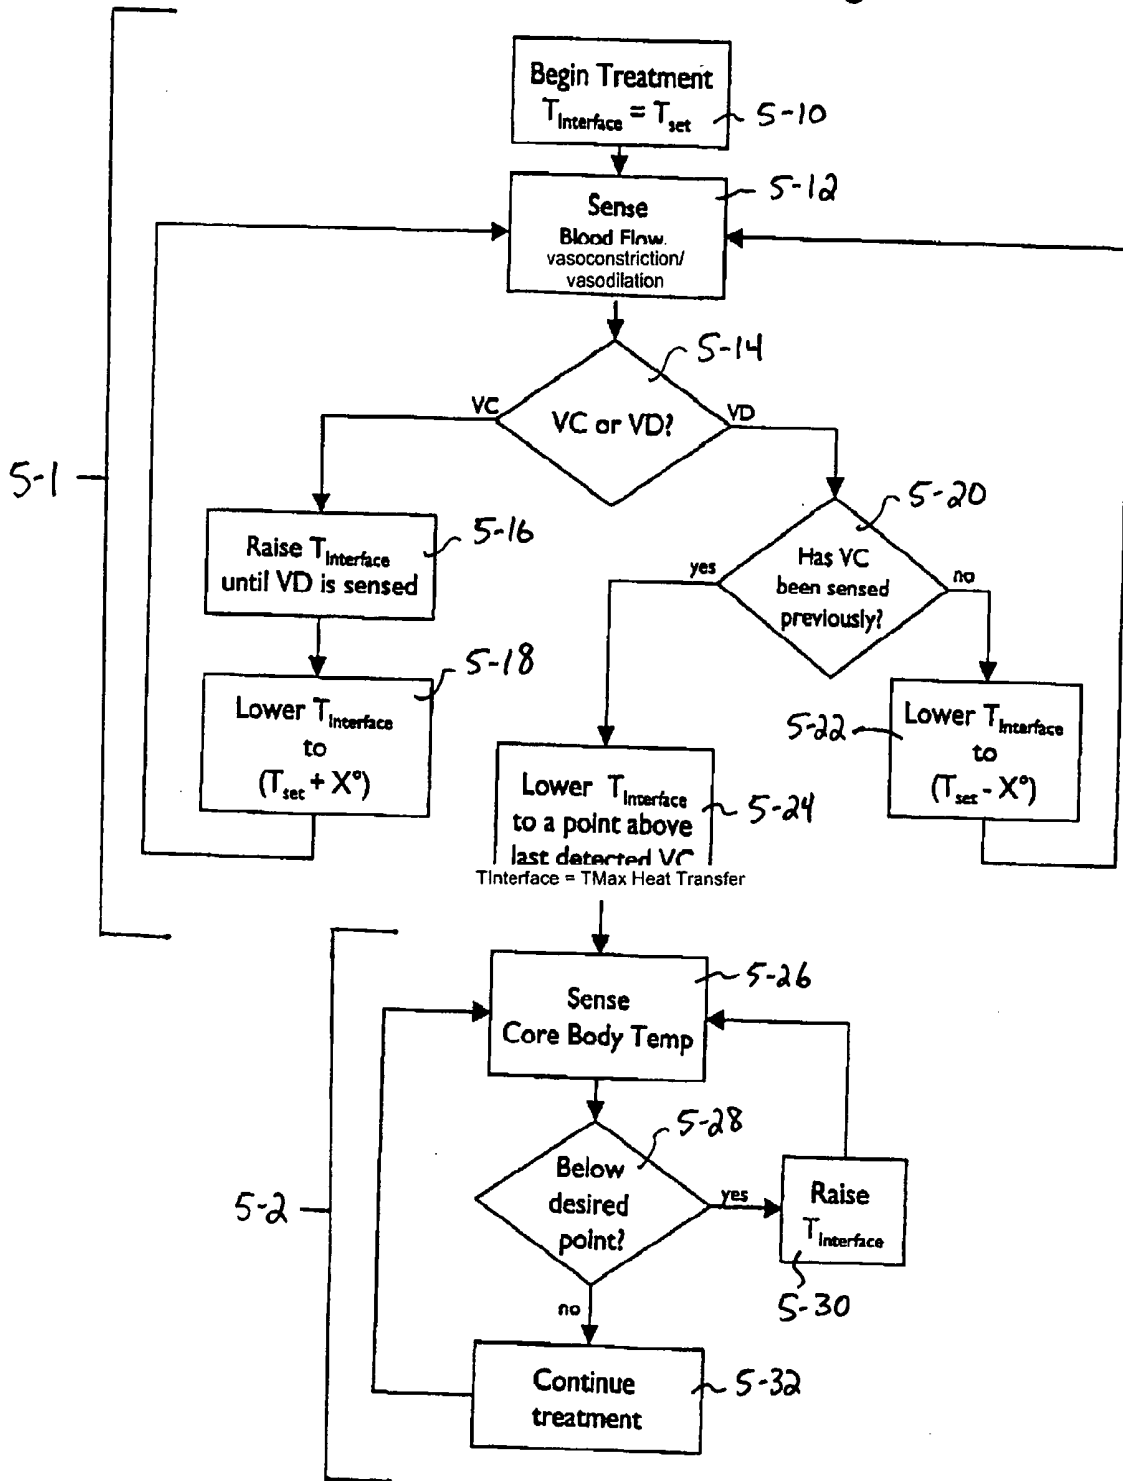 Begin Treatment
TInterface = Tset
5-10
5-12
Sense
Blood Flow,
vasoconstriction/
vasodilation
5-14
VC
VC or VD?
VD
5-1
5-16
Raise TInterface
until VD is sensed
5-20
yes
Has VC
been sensed
previously?
no
5-18
Lower TInterface
to
(Tset + X°)
5-22
Lower TInterface
to
(Tset - X°)
Lower TInterface
to a point above
last detected VC
5-24
TInterface = TMax Heat Transfer
5-26
Sense
Core Body Temp
5-28
Below
desired
point?
yes
Raise
TInterface
5-30
5-2
no
Continue
treatment
5-32